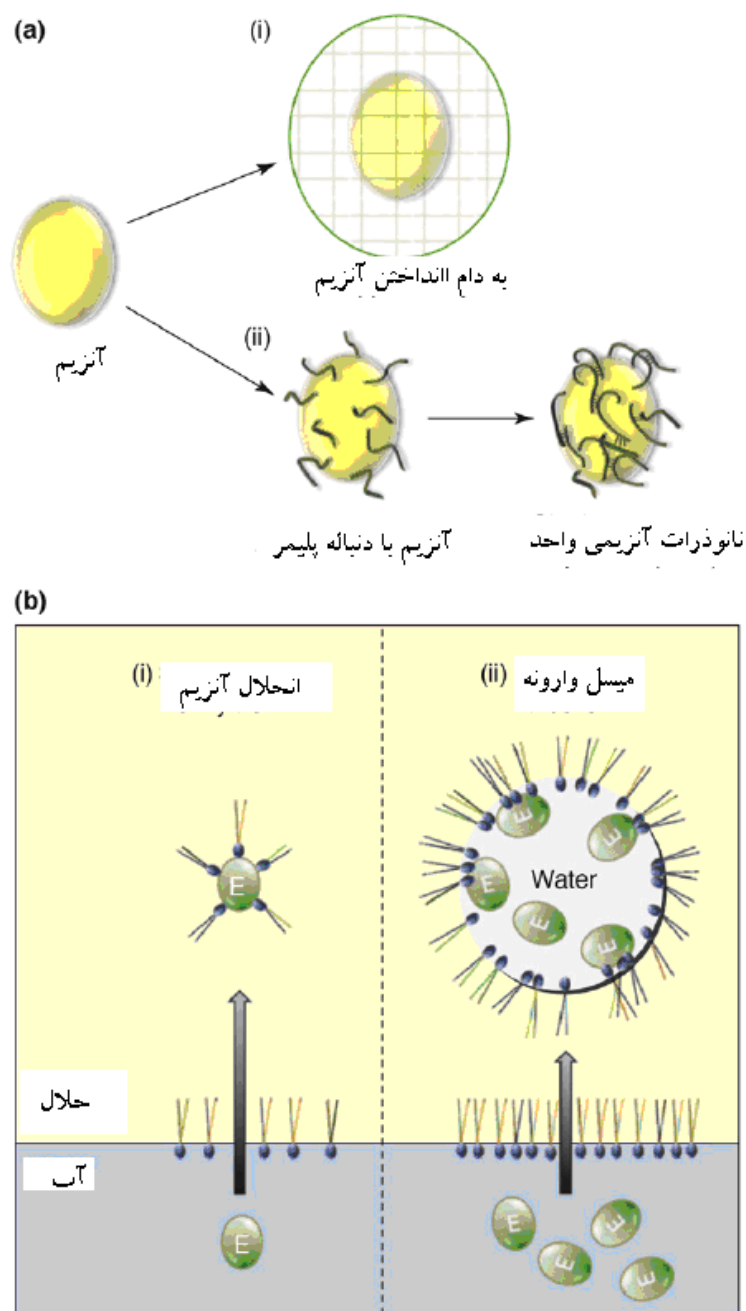 (a)
(i)
به دام اانداختن آنزیم
آنزیم
(ii)
آنزیم با دنباله پلیمر
نانوذرات آنزیمی واحد
(b)
(i)
انحلال آنزیم
(ii)
میسل وارونه
E
E
E
E
E
E
Water
حلال
آب
E
E
E
E
E